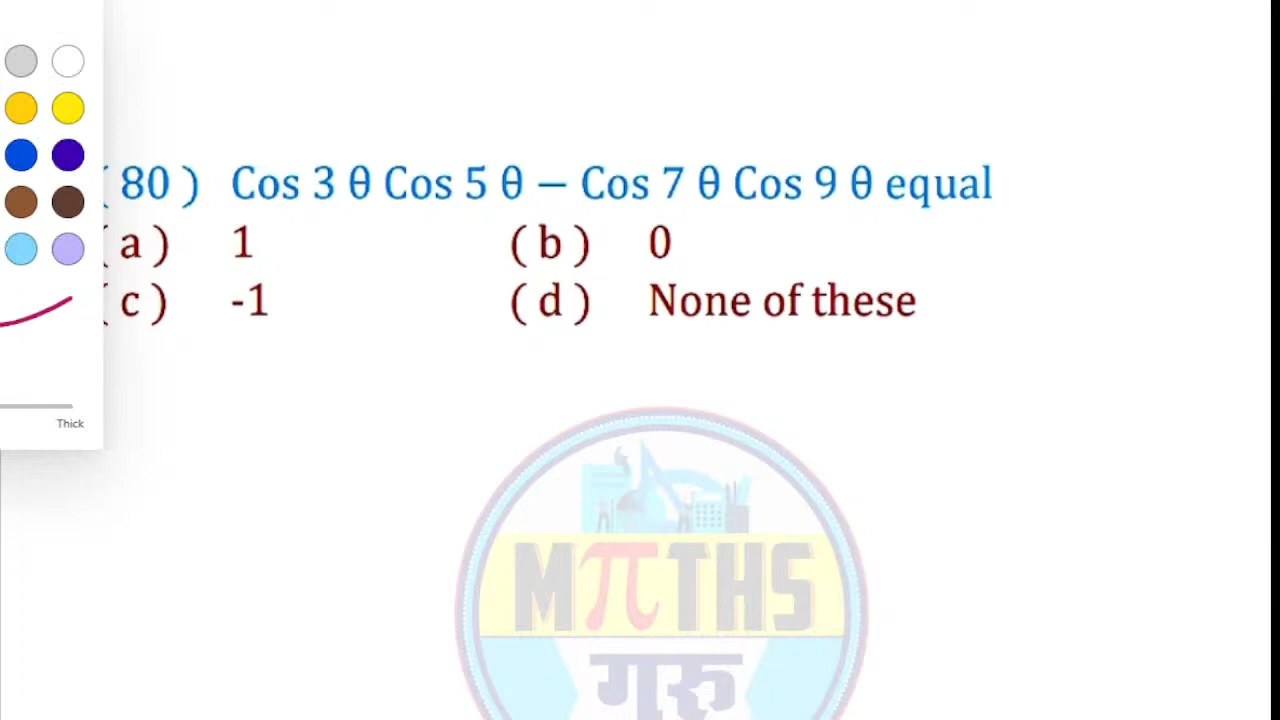 ( 80 ) Cos 3 θ Cos 5 θ − Cos 7 θ Cos 9 θ equal
( a ) 1 ( b ) 0
( c ) -1 ( d ) None of these
Thick
MπTHS
गुरु